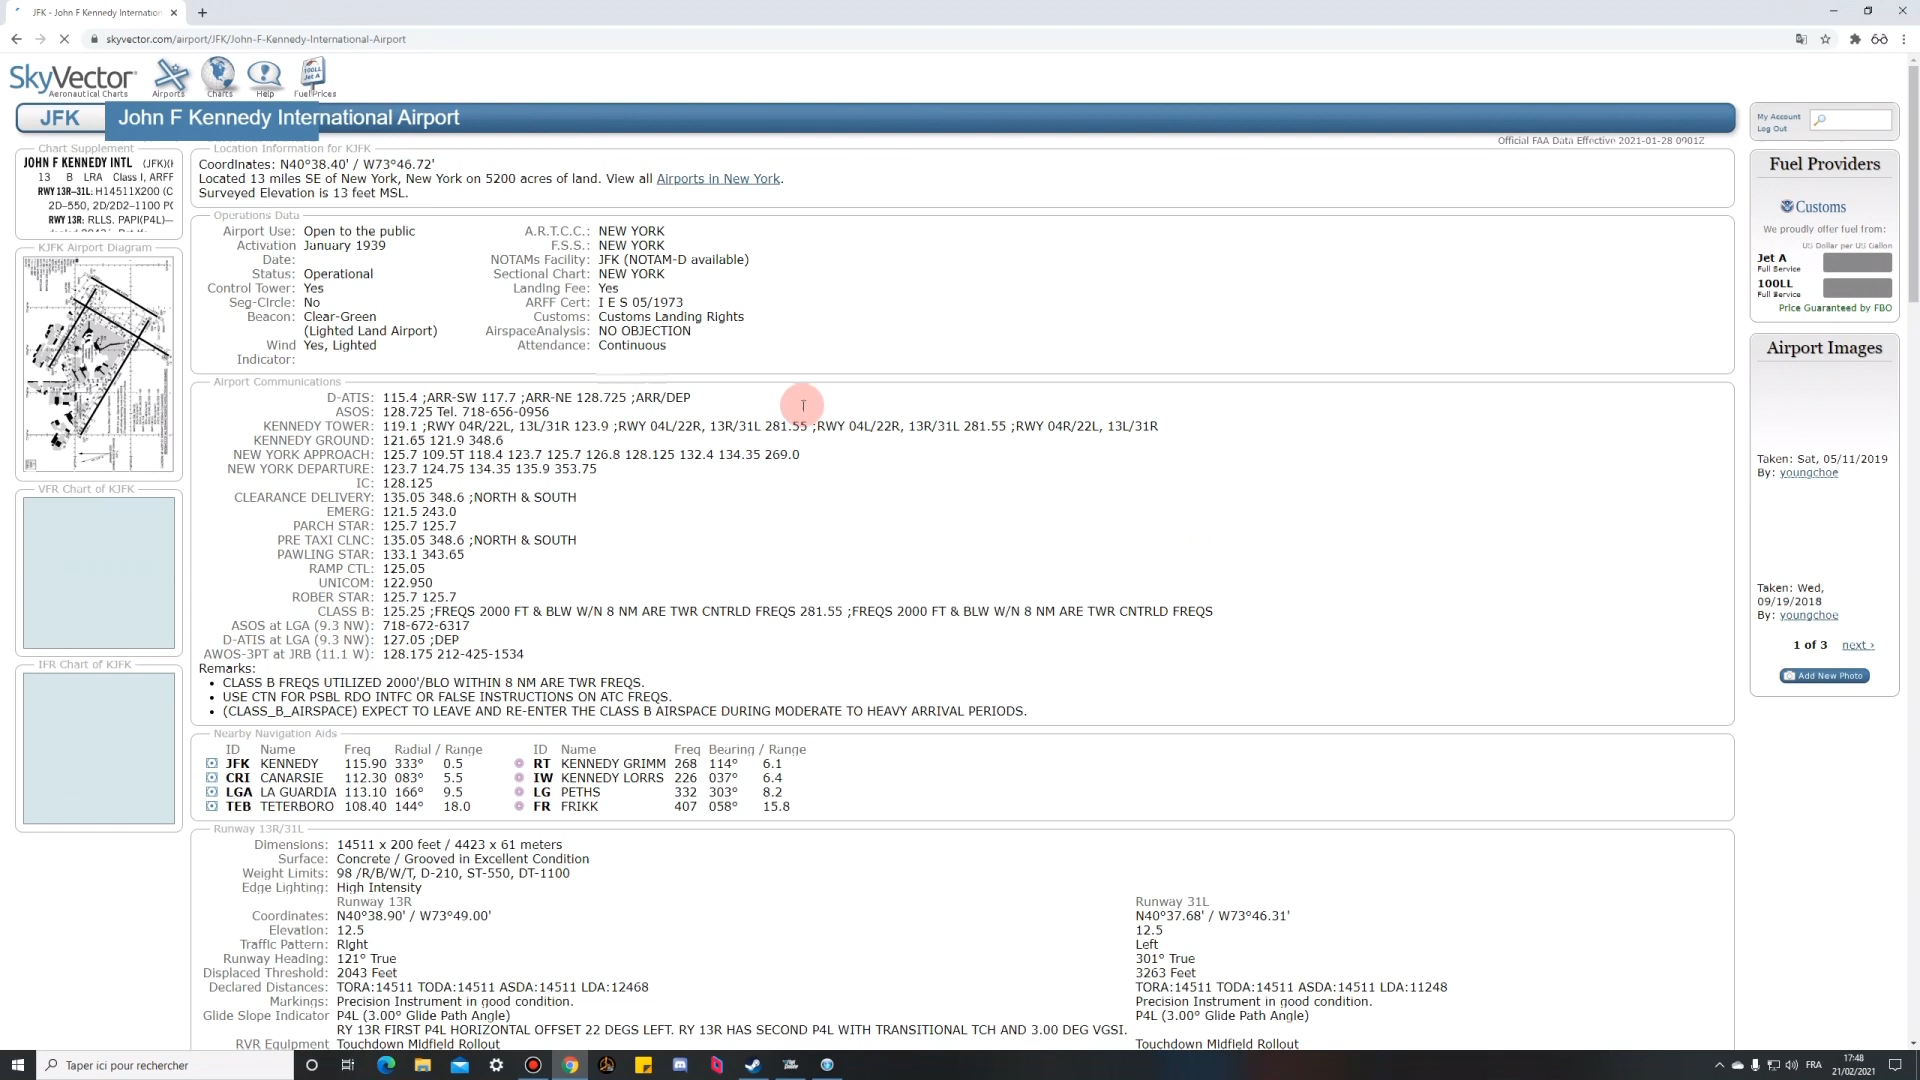 JFK - John F Kennedy Internation
skyvector.com/airport/JFK/John-F-Kennedy-International-Airport
SkyVector
Aeronautical Charts
Airports
Charts
Help
100LL
Jet A
Fuel Prices
JFK
John F Kennedy International Airport
My Account
Log Out
Official FAA Data Effective 2021-01-28 0901Z
Chart Supplement
JOHN F KENNEDY INTL (JFK)(
13 B LRA Class I, ARFF
RWY 13R–31L: H14511X200 (C
2D–550, 2D/2D2–1100 P
RWY 13R: RLLS. PAPI(P4L)—
KJFK Airport Diagram
VFR Chart of KJFK
IFR Chart of KJFK
Location Information for KJFK
Coordinates: N40°38.40' / W73°46.72'
Located 13 miles SE of New York, New York on 5200 acres of land. View all Airports in New York.
Surveyed Elevation is 13 feet MSL.
Operations Data
Airport Use: Open to the public
Activation Date: January 1939
Status: Operational
Control Tower: Yes
Seg-Circle: No
Beacon: Clear-Green
(Lighted Land Airport)
Wind Indicator: Yes, Lighted
A.R.T.C.C.: NEW YORK
F.S.S.: NEW YORK
NOTAMs Facility: JFK (NOTAM-D available)
Sectional Chart: NEW YORK
Landing Fee: Yes
ARFF Cert: I E S 05/1973
Customs: Customs Landing Rights
AirspaceAnalysis: NO OBJECTION
Attendance: Continuous
Airport Communications
D-ATIS: 115.4 ;ARR-SW 117.7 ;ARR-NE 128.725 ;ARR/DEP
ASOS: 128.725 Tel. 718-656-0956
KENNEDY TOWER: 119.1 ;RWY 04R/22L, 13L/31R 123.9 ;RWY 04L/22R, 13R/31L 281.55 ;RWY 04L/22R, 13R/31L 281.55 ;RWY 04R/22L, 13L/31R
KENNEDY GROUND: 121.65 121.9 348.6
NEW YORK APPROACH: 125.7 109.5T 118.4 123.7 125.7 126.8 128.125 132.4 134.35 269.0
NEW YORK DEPARTURE: 123.7 124.75 134.35 135.9 353.75
IC: 128.125
CLEARANCE DELIVERY: 135.05 348.6 ;NORTH & SOUTH
EMERG: 121.5 243.0
PARCH STAR: 125.7 125.7
PRE TAXI CLNC: 135.05 348.6 ;NORTH & SOUTH
PAWLING STAR: 133.1 343.65
RAMP CTL: 125.05
UNICOM: 122.950
ROBER STAR: 125.7 125.7
CLASS B: 125.25 ;FREQS 2000 FT & BLW W/N 8 NM ARE TWR CNTRLD FREQS 281.55 ;FREQS 2000 FT & BLW W/N 8 NM ARE TWR CNTRLD FREQS
ASOS at LGA (9.3 NW): 718-672-6317
D-ATIS at LGA (9.3 NW): 127.05 ;DEP
AWOS-3PT at JRB (11.1 W): 128.175 212-425-1534
Remarks:
• CLASS B FREQS UTILIZED 2000'/BLO WITHIN 8 NM ARE TWR FREQS.
• USE CTN FOR PSBL RDO INTFC OR FALSE INSTRUCTIONS ON ATC FREQS.
• (CLASS_B_AIRSPACE) EXPECT TO LEAVE AND RE-ENTER THE CLASS B AIRSPACE DURING MODERATE TO HEAVY ARRIVAL PERIODS.
Nearby Navigation Aids
ID Name Freq Radial / Range ID Name Freq Bearing / Range
JFK KENNEDY 115.90 333° 0.5 RT KENNEDY GRIMM 268 114° 6.1
CRI CANARSIE 112.30 083° 5.5 IW KENNEDY LORRS 226 037° 6.4
LGA LA GUARDIA 113.10 166° 9.5 LG PETHS 332 303° 8.2
TEB TETERBORO 108.40 144° 18.0 FR FRIKK 407 058° 15.8
Runway 13R/31L
Dimensions: 14511 x 200 feet / 4423 x 61 meters
Surface: Concrete / Grooved in Excellent Condition
Weight Limits: 98 /R/B/W/T, D-210, ST-550, DT-1100
Edge Lighting: High Intensity
Runway 13R Runway 31L
Coordinates: N40°38.90' / W73°49.00' N40°37.68' / W73°46.31'
Elevation: 12.5 12.5
Traffic Pattern: Right Left
Runway Heading: 121° True 301° True
Displaced Threshold: 2043 Feet 3263 Feet
Declared Distances: TORA:14511 TODA:14511 ASDA:14511 LDA:12468 TORA:14511 TODA:14511 ASDA:14511 LDA:11248
Markings: Precision Instrument in good condition. Precision Instrument in good condition.
Glide Slope Indicator P4L (3.00° Glide Path Angle) P4L (3.00° Glide Path Angle)
RY 13R FIRST P4L HORIZONTAL OFFSET 22 DEGS LEFT. RY 13R HAS SECOND P4L WITH TRANSITIONAL TCH AND 3.00 DEG VGSI.
RVR Equipment Touchdown Midfield Rollout Touchdown Midfield Rollout
Fuel Providers
Customs
We proudly offer fuel from:
US Dollar per US Gallon
Jet A
Full Service
100LL
Full Service
Price Guaranteed by FBO
Airport Images
Taken: Sat, 05/11/2019
By: youngchoe
Taken: Wed,
09/19/2018
By: youngchoe
1 of 3 next ›
Add New Photo
Taper ici pour rechercher
FRA
17:48
21/02/2021